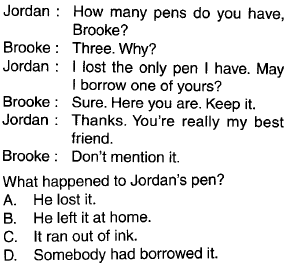 Jordan : How many pens do you have,
Brooke?
Brooke : Three. Why?
Jordan : I lost the only pen I have. May
I borrow one of yours?
Brooke : Sure. Here you are. Keep it.
Jordan : Thanks. You're really my best
friend.
Brooke : Don't mention it.
What happened to Jordan's pen?
A. He lost it.
B. He left it at home.
C. It ran out of ink.
D. Somebody had borrowed it.